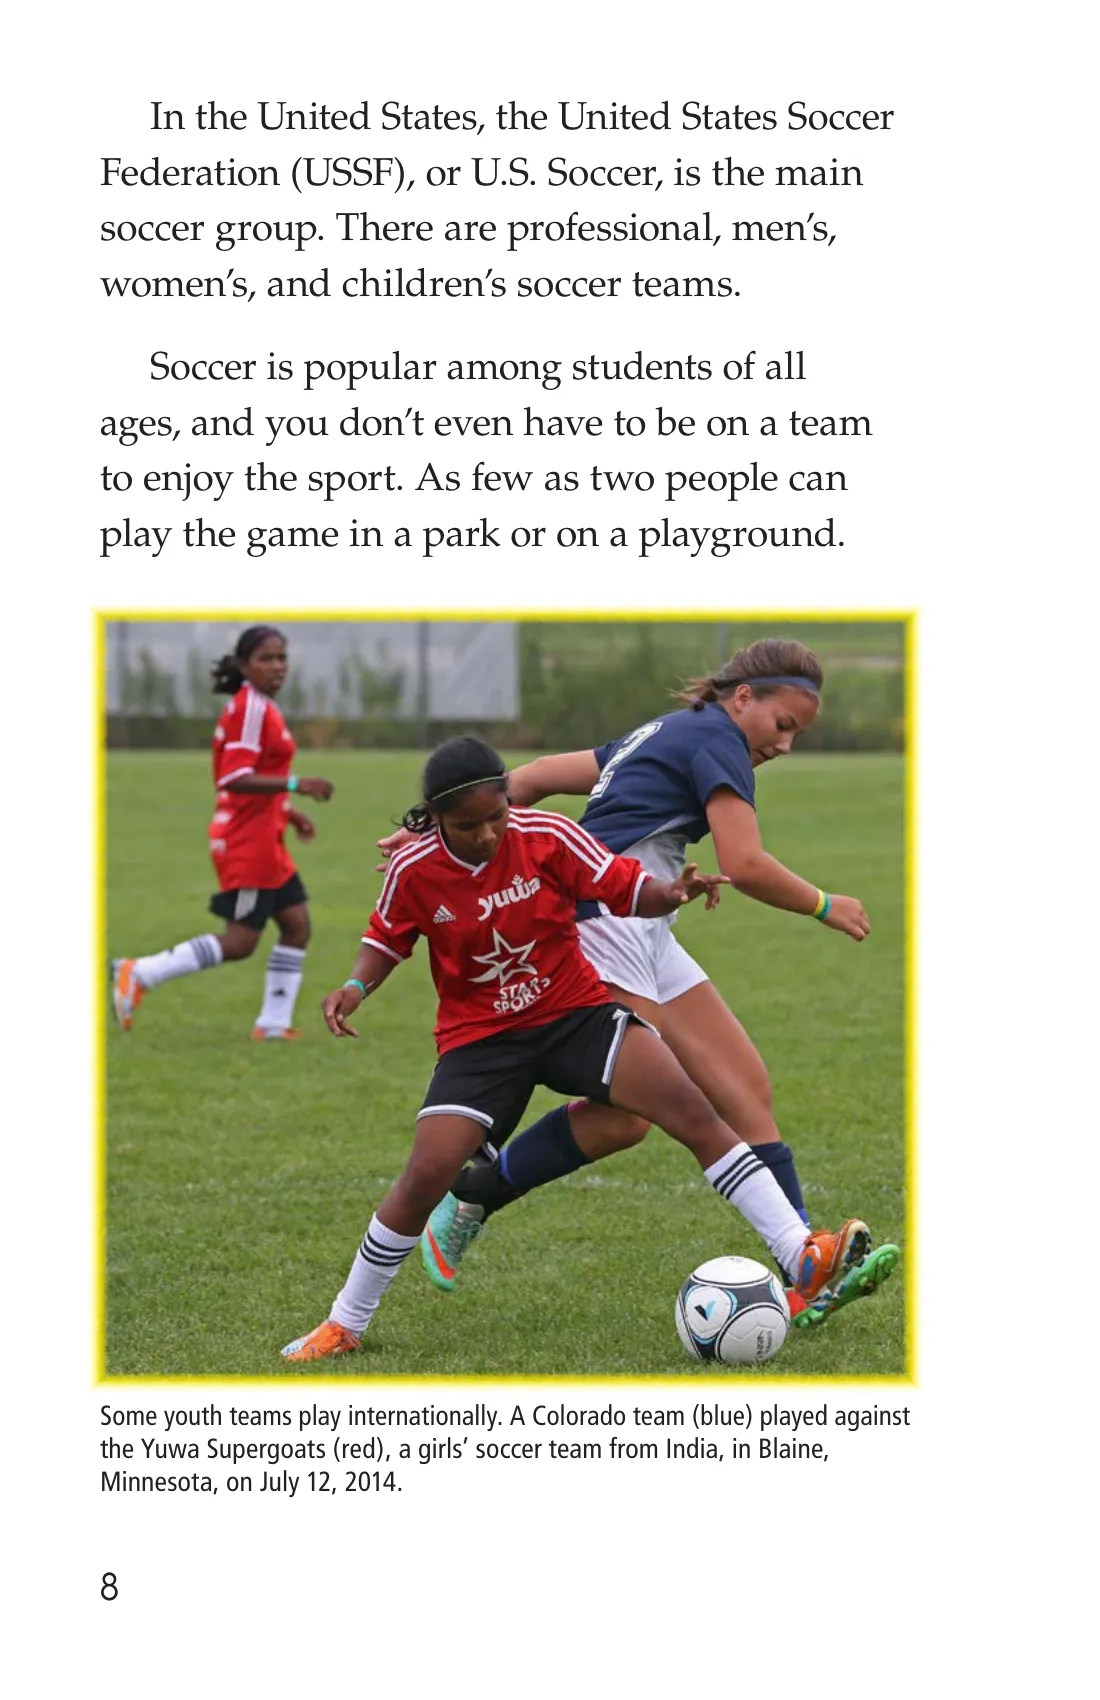 In the United States, the United States Soccer
Federation (USSF), or U.S. Soccer, is the main
soccer group. There are professional, men’s,
women’s, and children’s soccer teams.
Soccer is popular among students of all
ages, and you don’t even have to be on a team
to enjoy the sport. As few as two people can
play the game in a park or on a playground.
2
yuwa
adidas
STAR
SPORTS
Some youth teams play internationally. A Colorado team (blue) played against
the Yuwa Supergoats (red), a girls’ soccer team from India, in Blaine,
Minnesota, on July 12, 2014.
8